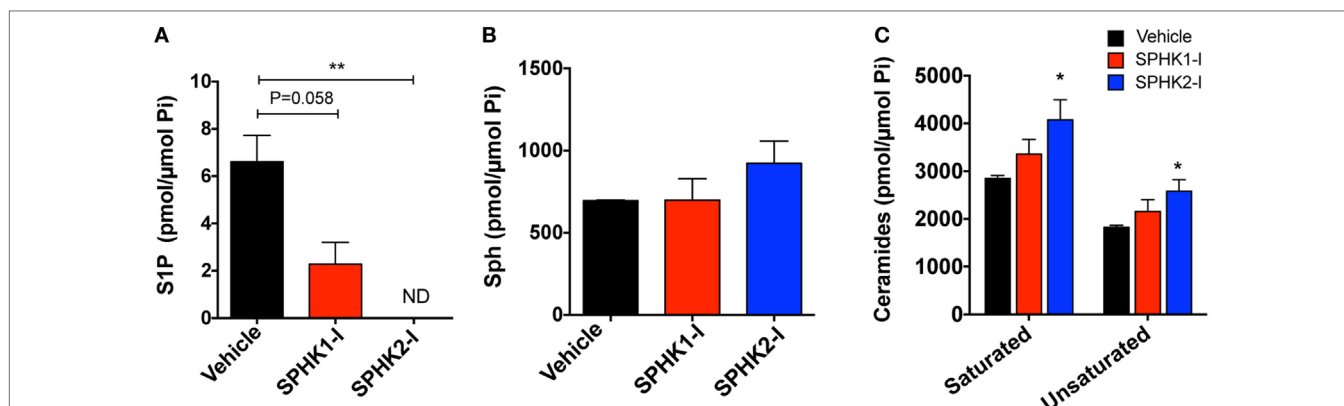 A
S1P (pmol/µmol Pi)
10
8
6
4
2
0
**
P=0.058
ND
Vehicle
SPHK1-I
SPHK2-I
B
Sph (pmol/µmol Pi)
1500
1000
500
0
Vehicle
SPHK1-I
SPHK2-I
C
Vehicle
SPHK1-I
SPHK2-I
Ceramides (pmol/µmol Pi)
5000
4000
3000
2000
1000
0
*
*
Saturated
Unsaturated